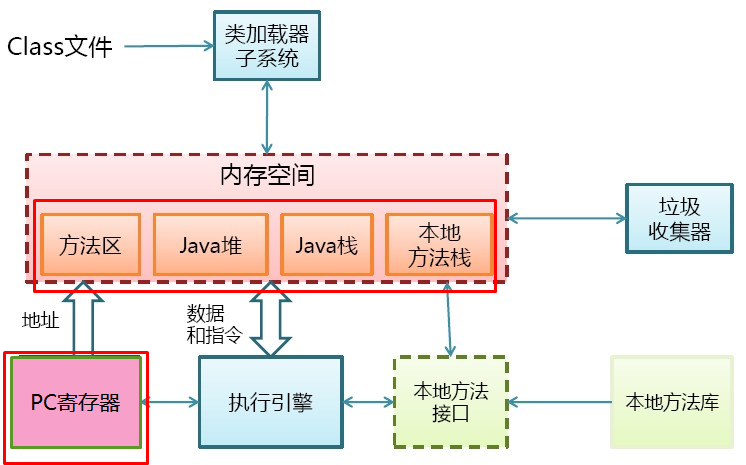 Class文件
类加载器
子系统
内存空间
方法区
Java堆
Java栈
本地
方法栈
垃圾
收集器
地址
数据
和指令
PC寄存器
执行引擎
本地方法
接口
本地方法库